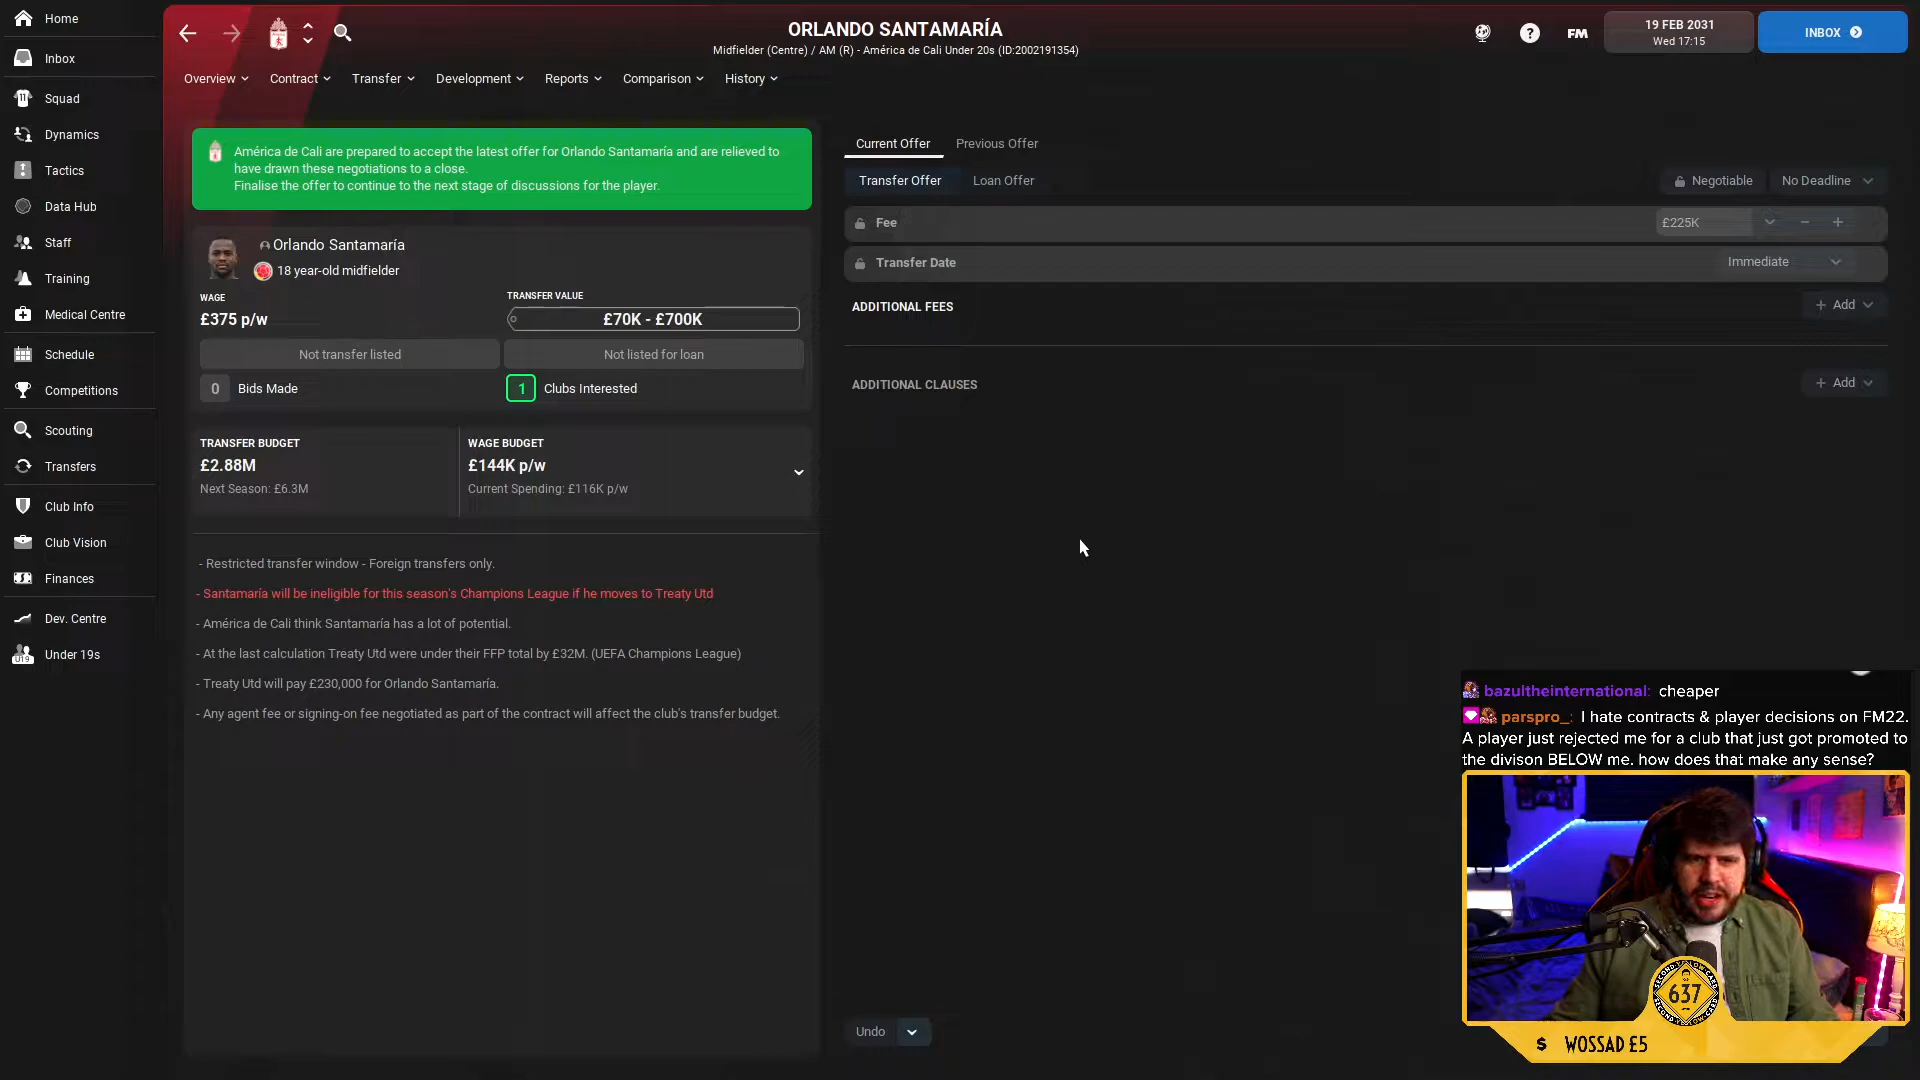 Home
Inbox
Squad
Dynamics
Tactics
Data Hub
Staff
Training
Medical Centre
Schedule
Competitions
Scouting
Transfers
Club Info
Club Vision
Finances
Dev. Centre
U19 Under 19s
ORLANDO SANTAMARÍA
Midfielder (Centre) / AM (R) - América de Cali Under 20s (ID:2002191354)
FM
19 FEB 2031
Wed 17:15
INBOX
Overview Contract Transfer Development Reports Comparison History
América de Cali are prepared to accept the latest offer for Orlando Santamaría and are relieved to
have drawn these negotiations to a close.
Finalise the offer to continue to the next stage of discussions for the player.
Orlando Santamaría
18 year-old midfielder
WAGE
£375 p/w
TRANSFER VALUE
£70K - £700K
Not transfer listed
Not listed for loan
0 Bids Made
1 Clubs Interested
TRANSFER BUDGET
£2.88M
Next Season: £6.3M
WAGE BUDGET
£144K p/w
Current Spending: £116K p/w
- Restricted transfer window - Foreign transfers only.
- Santamaría will be ineligible for this season's Champions League if he moves to Treaty Utd
- América de Cali think Santamaría has a lot of potential.
- At the last calculation Treaty Utd were under their FFP total by £32M. (UEFA Champions League)
- Treaty Utd will pay £230,000 for Orlando Santamaría.
- Any agent fee or signing-on fee negotiated as part of the contract will affect the club's transfer budget.
Current Offer Previous Offer
Transfer Offer Loan Offer
Negotiable No Deadline
Fee £225K
Transfer Date Immediate
ADDITIONAL FEES + Add
ADDITIONAL CLAUSES + Add
Undo
bazultheinternational: cheaper
parspro_: I hate contracts & player decisions on FM22.
A player just rejected me for a club that just got promoted to
the divison BELOW me. how does that make any sense?
SECOND YELLOW CARD
637
$ WOSSAD £5